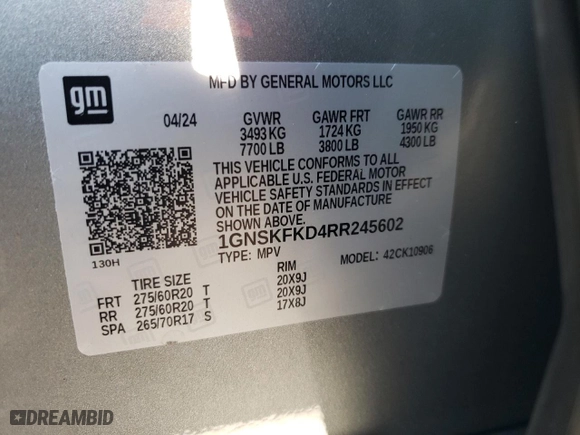 gm
MFD BY GENERAL MOTORS LLC
04/24 GVWR GAWR FRT GAWR RR
3493 KG 1724 KG 1950 KG
7700 LB 3800 LB 4300 LB
THIS VEHICLE CONFORMS TO ALL
APPLICABLE U.S. FEDERAL MOTOR
VEHICLE SAFETY STANDARDS IN EFFECT
ON THE DATE OF MANUFACTURE
SHOWN ABOVE.
1GNSKFKD4RR245602
130H TYPE: MPV MODEL: 42CK10906
TIRE SIZE RIM
FRT 275/60R20 T 20X9J
RR 275/60R20 T 20X9J
SPA 265/70R17 S 17X8J
DREAMBID